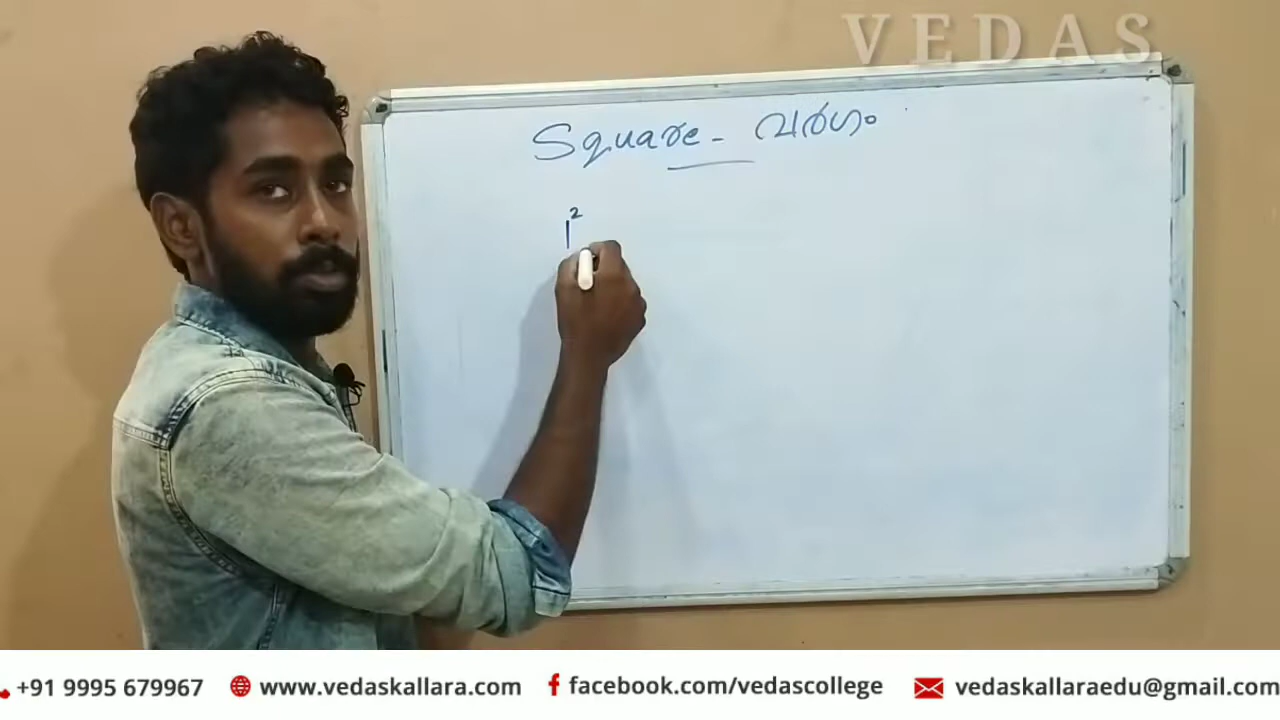 VEDAS
Square - വർഗം
1²
+91 9995 679967 www.vedaskallara.com facebook.com/vedascollege vedaskallaraedu@gmail.com